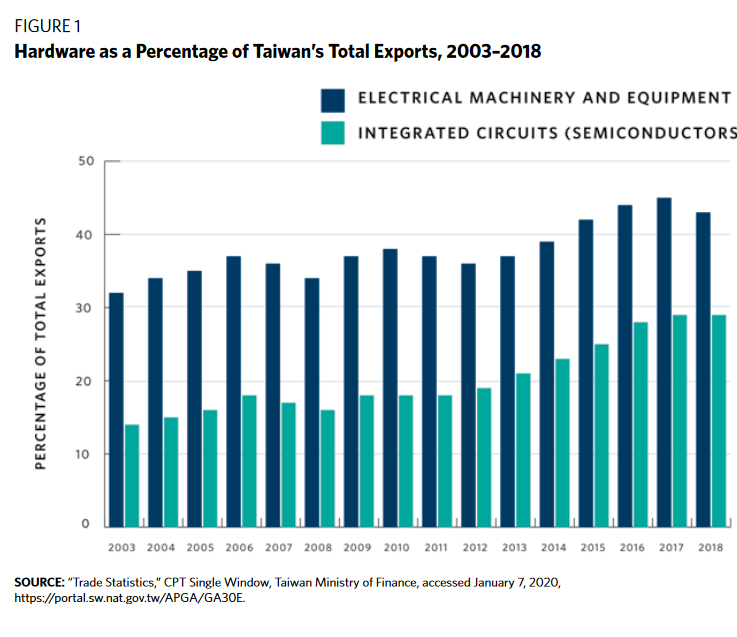 FIGURE 1
Hardware as a Percentage of Taiwan's Total Exports, 2003–2018
ELECTRICAL MACHINERY AND EQUIPMENT
INTEGRATED CIRCUITS (SEMICONDUCTORS
PERCENTAGE OF TOTAL EXPORTS
50
40
30
20
10
0
2003 2004 2005 2006 2007 2008 2009 2010 2011 2012 2013 2014 2015 2016 2017 2018
SOURCE: "Trade Statistics," CPT Single Window, Taiwan Ministry of Finance, accessed January 7, 2020,
https://portal.sw.nat.gov.tw/APGA/GA30E.